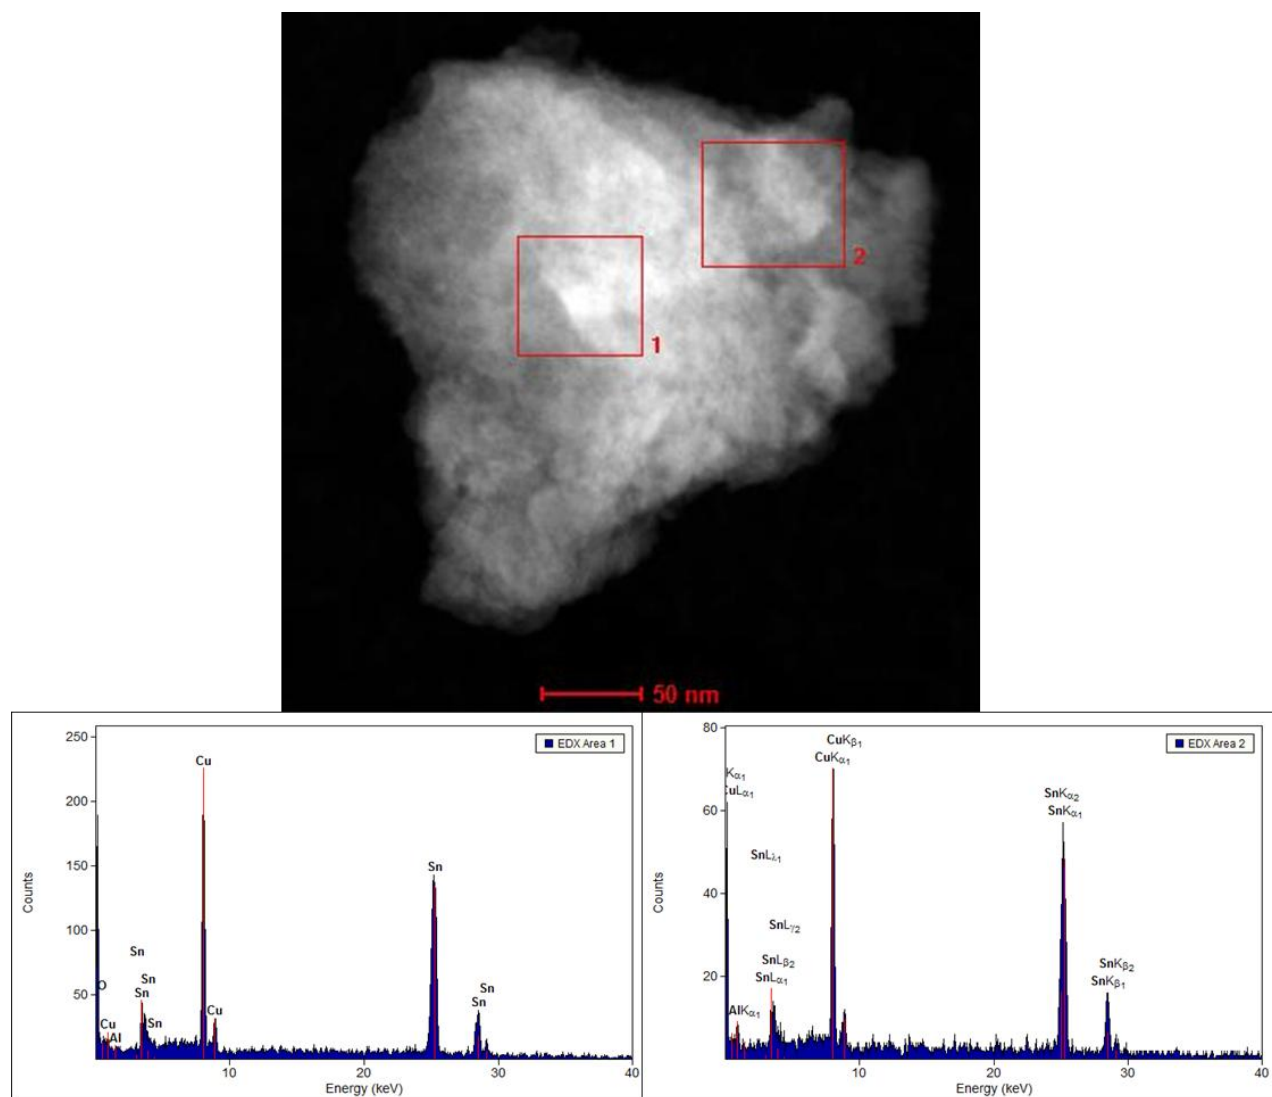 2
1
50 nm
250
200
150
100
50
Counts
EDX Area 1
Cu
Sn
Sn
Sn
Sn
Sn
Sn
Sn
O
Cu
Cu
Al
10
20
30
40
Energy (keV)
80
60
40
20
Counts
EDX Area 2
CuKβ1
CuKα1
Kα1
CuLα1
SnKα2
SnKα1
SnLλ1
SnLγ2
SnLβ2
SnLα1
SnKβ2
SnKβ1
AlKα1
10
20
30
40
Energy (keV)